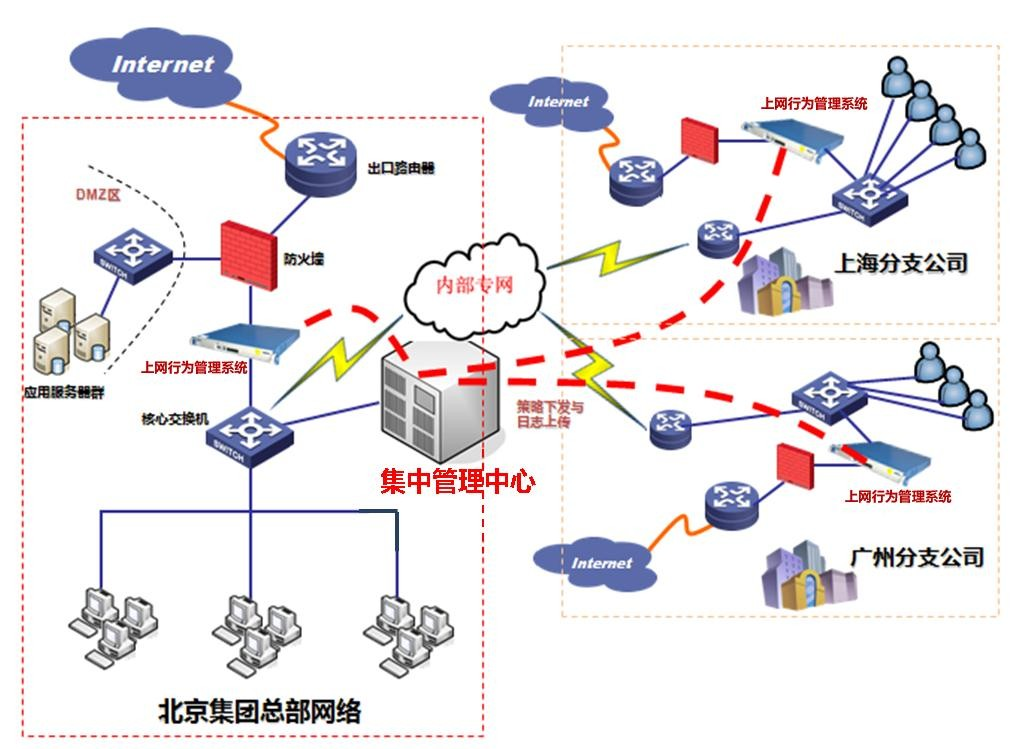 Internet
出口路由器
DMZ区
SWITCH
防火墙
应用服务器群
上网行为管理系统
核心交换机
SWITCH
内部专网
集中管理中心
策略下发与
日志上传
北京集团总部网络
Internet
上网行为管理系统
SWITCH
上海分支公司
SWITCH
上网行为管理系统
Internet
广州分支公司